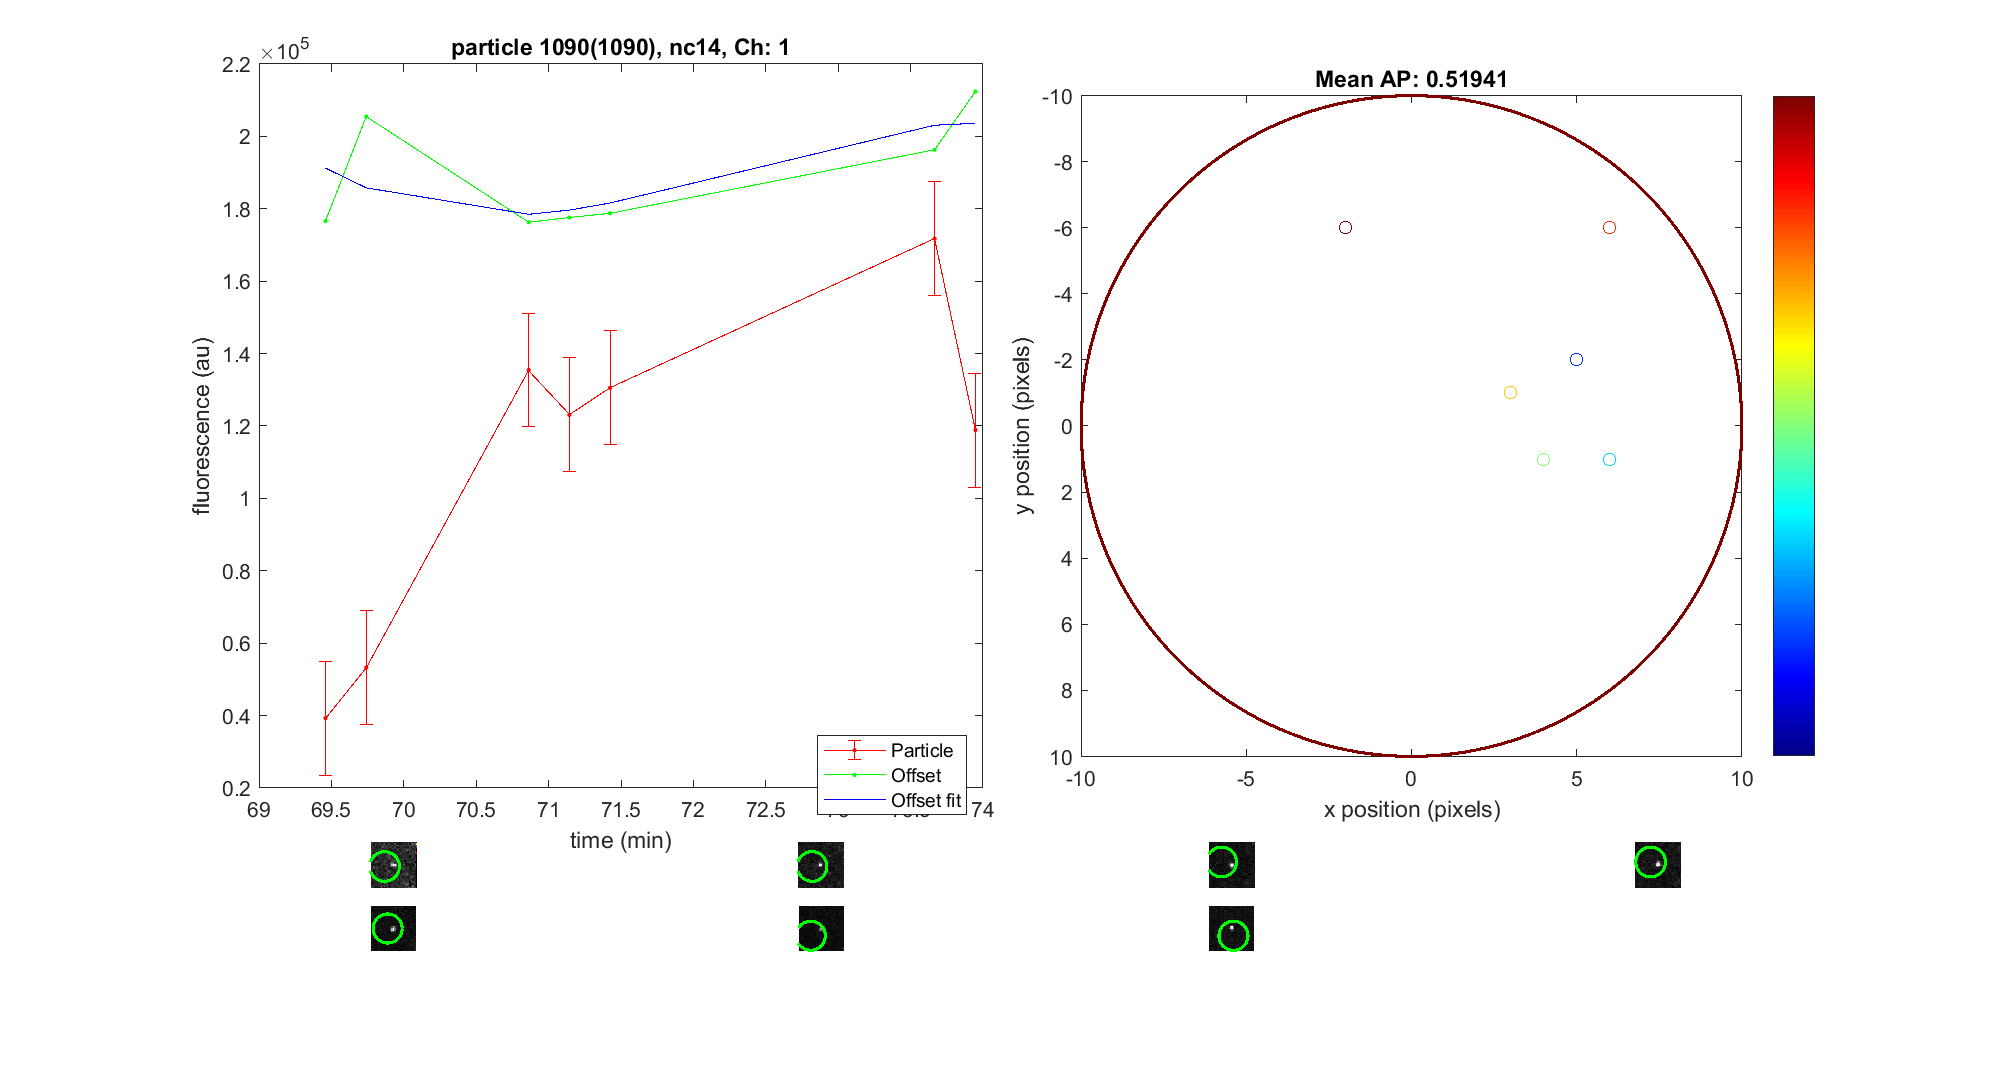 particle 1090(1090), nc14, Ch: 1
×10^5
2.2
2
1.8
1.6
1.4
1.2
1
0.8
0.6
0.4
0.2
fluorescence (au)
69 69.5 70 70.5 71 71.5 72 72.5 74
time (min)
Particle
Offset
Offset fit
Mean AP: 0.51941
-10
-8
-6
-4
-2
0
2
4
6
8
10
y position (pixels)
-10 -5 0 5 10
x position (pixels)